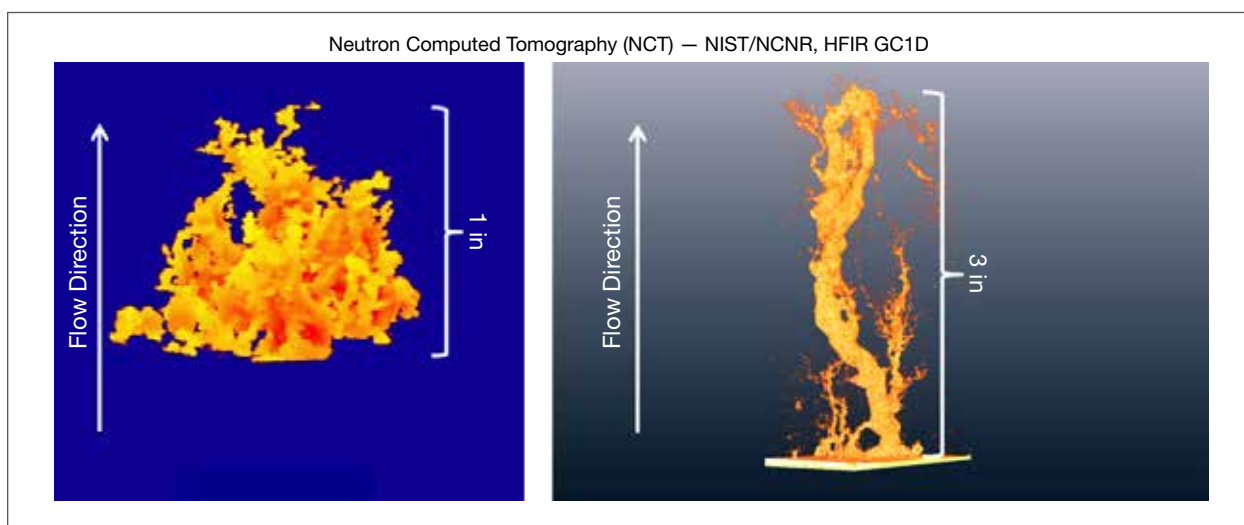 Neutron Computed Tomography (NCT) — NIST/NCNR, HFIR GC1D
Flow Direction
1 in
Flow Direction
3 in